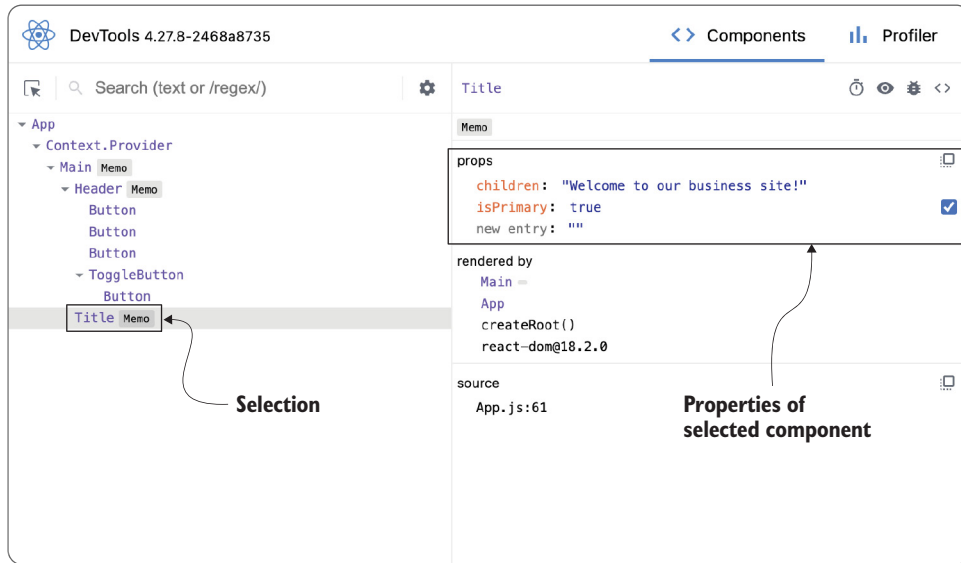 DevTools 4.27.8-2468a8735
<> Components
Profiler
Search (text or /regex/)
App
Context.Provider
Main Memo
Header Memo
Button
Button
Button
ToggleButton
Button
Title Memo
Selection
Title
<>
Memo
props
children: "Welcome to our business site!"
isPrimary: true
new entry: ""
rendered by
Main
App
createRoot()
react-dom@18.2.0
source
App.js:61
Properties of
selected component